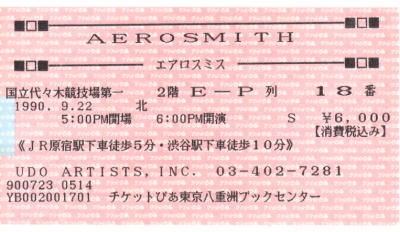 AEROSMITH
エアロスミス
国立代々木競技場第一 2階 E-P 列 18 番
1990. 9.22 北
5:00PM開場 6:00PM開演 S ¥6,000
【消費税込み】
《JR原宿駅下車徒歩5分・渋谷駅下車徒歩10分》
UDO ARTISTS, INC. 03-402-7281
900723 0514
YB002001701 チケットぴあ東京八重洲ブックセンター